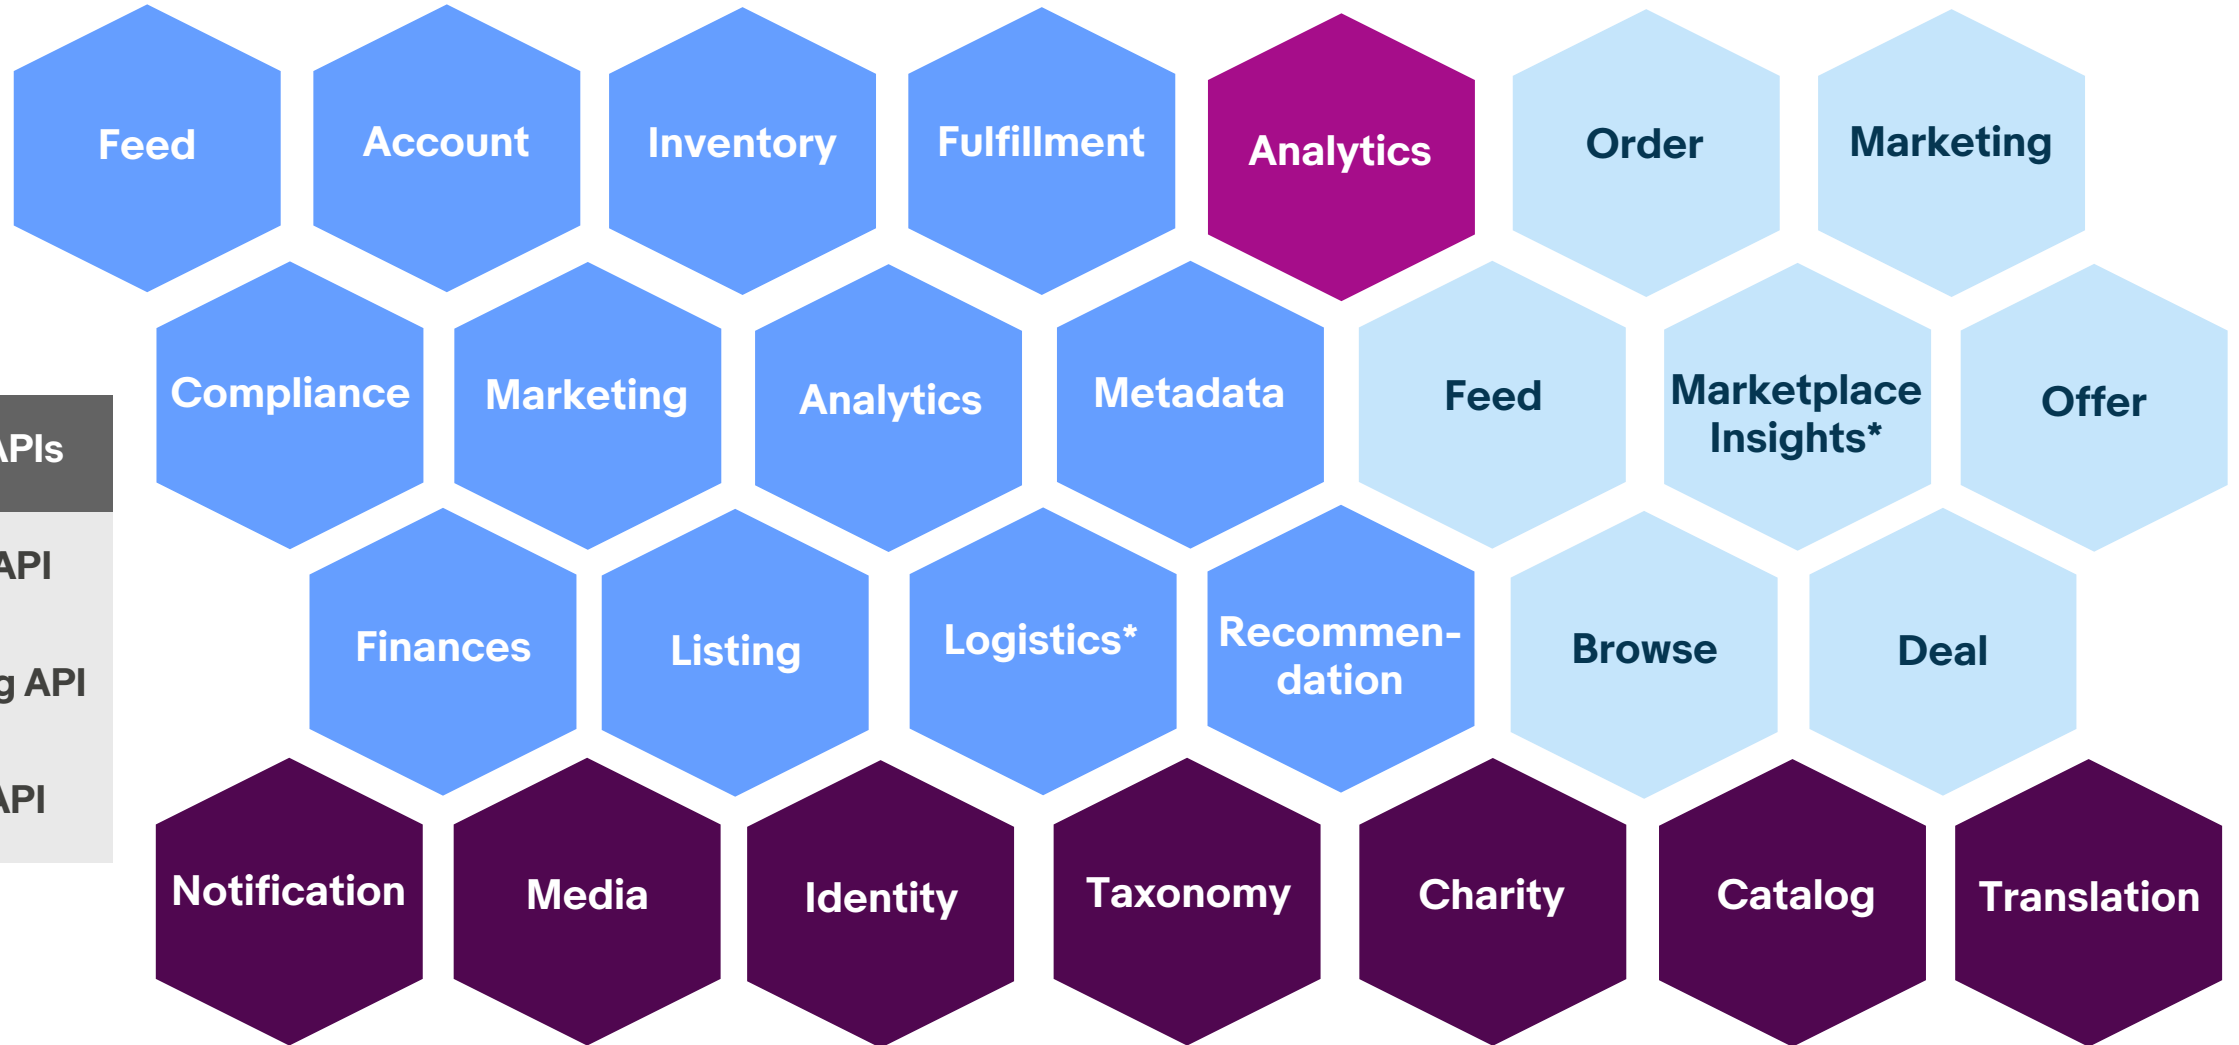 Feed
Account
Inventory
Fulfillment
Analytics
Order
Marketing
Compliance
Marketing
Analytics
Metadata
Feed
Marketplace
Insights*
Offer
APIs
API
g API
API
Finances
Listing
Logistics*
Recommen-
dation
Browse
Deal
Notification
Media
Identity
Taxonomy
Charity
Catalog
Translation